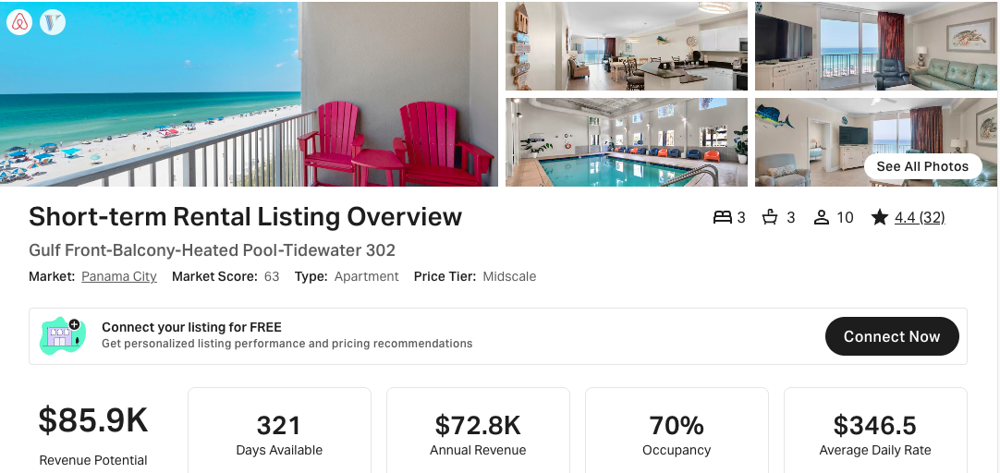 See All Photos
Short-term Rental Listing Overview
3 3 10 4.4 (32)
Gulf Front-Balcony-Heated Pool-Tidewater 302
Market: Panama City Market Score: 63 Type: Apartment Price Tier: Midscale
Connect your listing for FREE
Get personalized listing performance and pricing recommendations
Connect Now
$85.9K
Revenue Potential
321
Days Available
$72.8K
Annual Revenue
70%
Occupancy
$346.5
Average Daily Rate